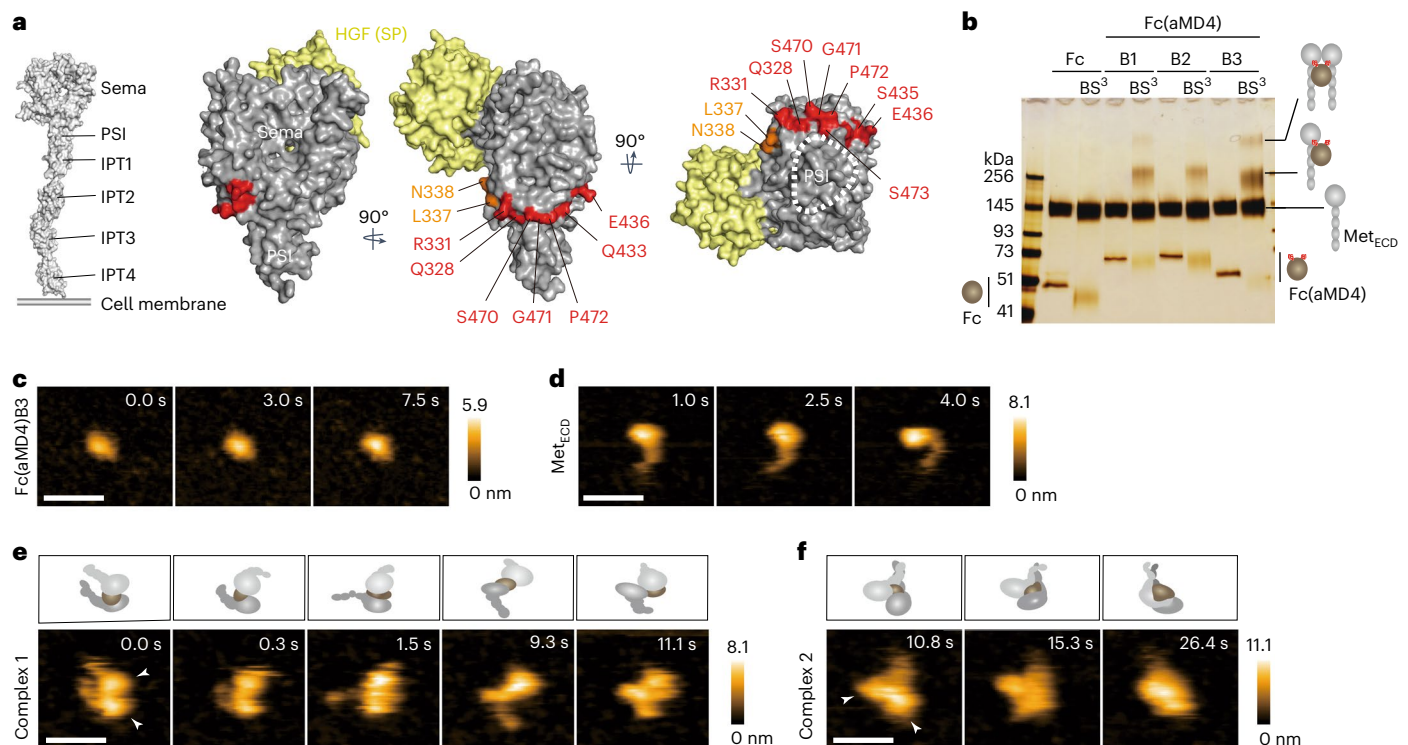 a
Sema
PSI
IPT1
IPT2
IPT3
IPT4
Cell membrane
HGF (SP)
Sema
PSI
90°
N338
L337
R331
Q328
S470 G471 P472
E436
Q433
90°
S470
G471
Q328
P472
R331
S435
L337
E436
N338
PSI
S473
b
Fc(aMD4)
Fc B1 B2 B3
BS3 BS3 BS3 BS3
kDa
256
145
93
73
51
41
Fc
MetECD
Fc(aMD4)
c
Fc(aMD4)B3
0.0 s 3.0 s 7.5 s
5.9
0 nm
d
MetECD
1.0 s 2.5 s 4.0 s
8.1
0 nm
e
Complex 1
0.0 s 0.3 s 1.5 s 9.3 s 11.1 s
8.1
0 nm
f
Complex 2
10.8 s 15.3 s 26.4 s
11.1
0 nm